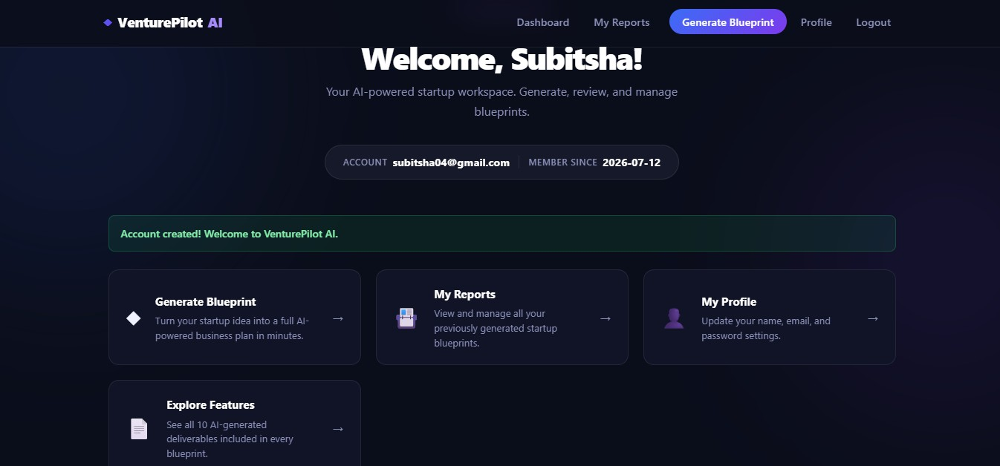 VenturePilot AI
Dashboard
My Reports
Generate Blueprint
Profile
Logout
Welcome, Subitsha!
Your AI-powered startup workspace. Generate, review, and manage
blueprints.
ACCOUNT subitsha04@gmail.com MEMBER SINCE 2026-07-12
Account created! Welcome to VenturePilot AI.
Generate Blueprint
Turn your startup idea into a full AI-
powered business plan in minutes.
→
My Reports
View and manage all your
previously generated startup
blueprints.
→
My Profile
Update your name, email, and
password settings.
→
Explore Features
See all 10 AI-generated
deliverables included in every
blueprint.
→